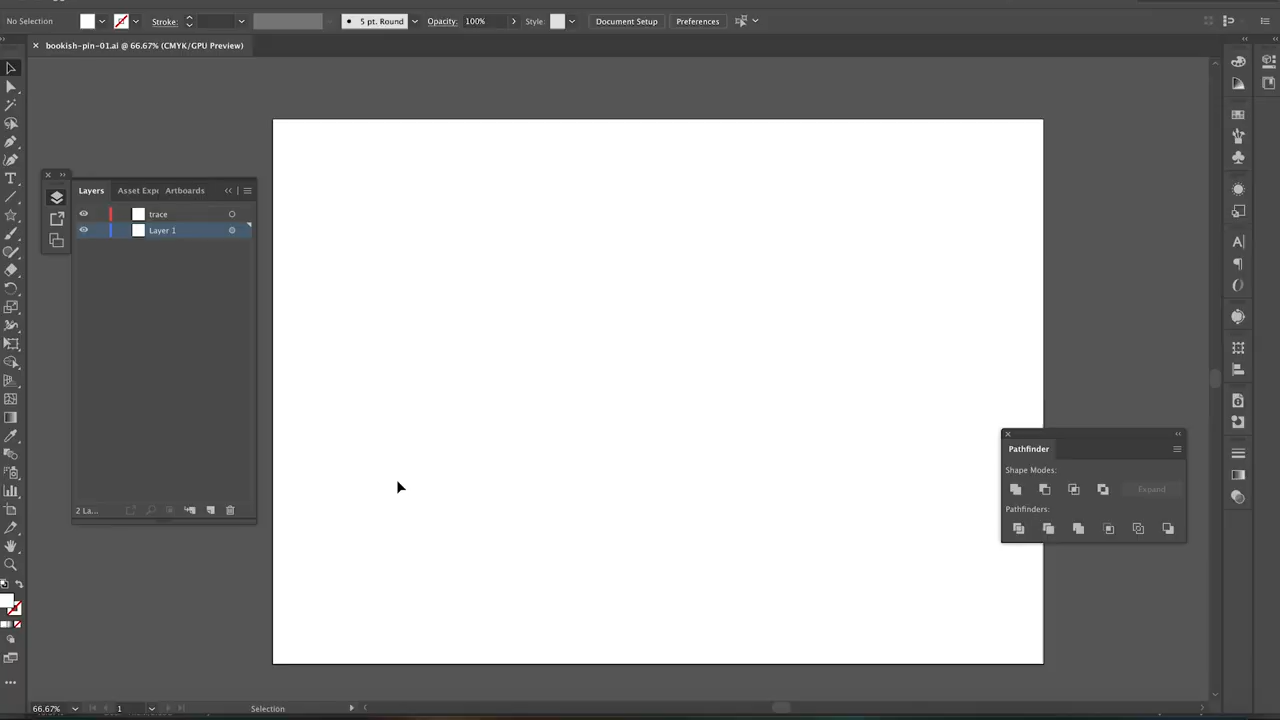 No Selection
Stroke:
5 pt. Round
Opacity:
100%
Style:
Document Setup
Preferences
bookish-pin-01.ai @ 66.67% (CMYK/GPU Preview)
Layers
Asset Expo
Artboards
trace
Layer 1
2 La...
Pathfinder
Shape Modes:
Expand
Pathfinders:
66.67%
1
Selection